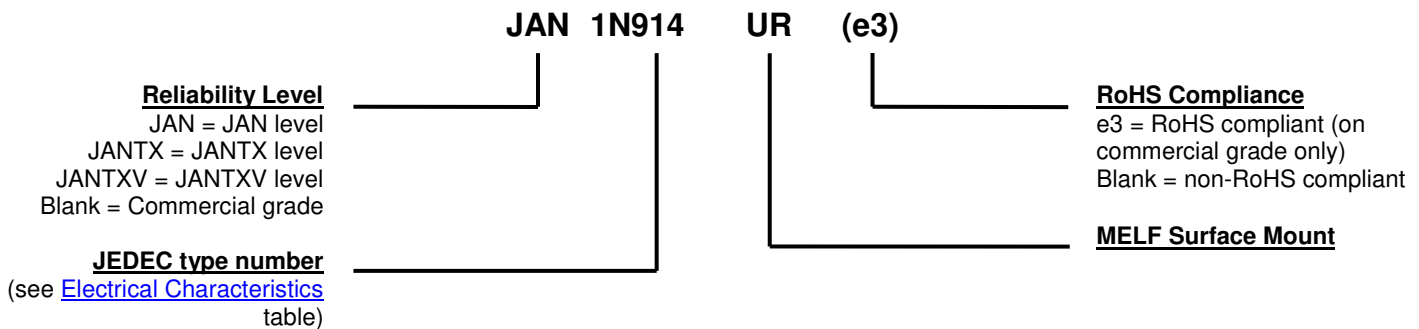 JAN 1N914 UR (e3)
Reliability Level
JAN = JAN level
JANTX = JANTX level
JANTXV = JANTXV level
Blank = Commercial grade
JEDEC type number
(see Electrical Characteristics
table)
RoHS Compliance
e3 = RoHS compliant (on
commercial grade only)
Blank = non-RoHS compliant
MELF Surface Mount